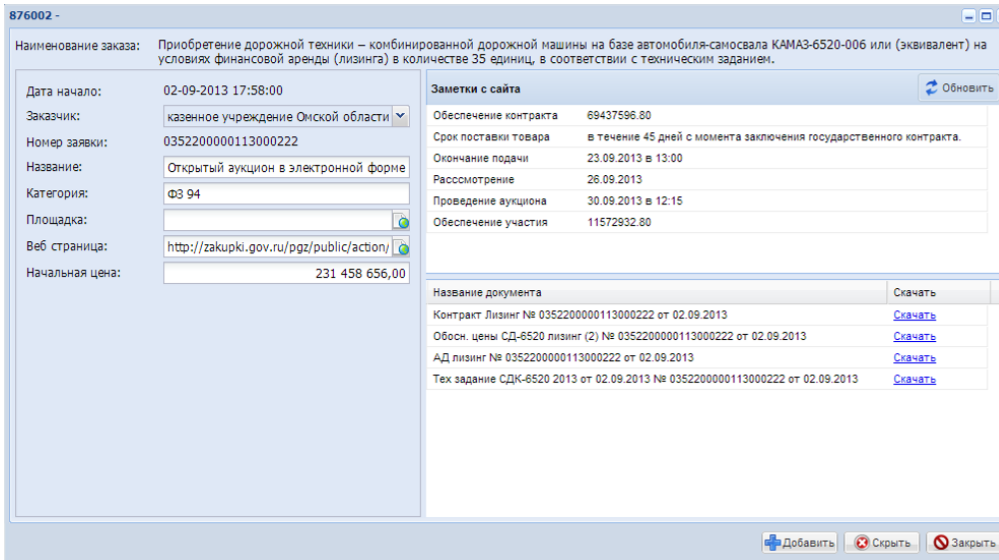 876002 -
Наименование заказа: Приобретение дорожной техники – комбинированной дорожной машины на базе автомобиля-самосвала КАМАЗ-6520-006 или (эквивалент) на
условиях финансовой аренды (лизинга) в количестве 35 единиц, в соответствии с техническим заданием.
Дата начало: 02-09-2013 17:58:00
Заказчик: казенное учреждение Омской области
Номер заявки: 0352200000113000222
Название: Открытый аукцион в электронной форме
Категория: ФЗ 94
Площадка:
Веб страница: http://zakupki.gov.ru/pgz/public/action/
Начальная цена: 231 458 656,00
Заметки с сайта Обновить
Обеспечение контракта 69437596.80
Срок поставки товара в течение 45 дней с момента заключения государственного контракта.
Окончание подачи 23.09.2013 в 13:00
Расссмотрение 26.09.2013
Проведение аукциона 30.09.2013 в 12:15
Обеспечение участия 11572932.80
Название документа Скачать
Контракт Лизинг № 0352200000113000222 от 02.09.2013 Скачать
Обосн. цены СД-6520 лизинг (2) № 0352200000113000222 от 02.09.2013 Скачать
АД лизинг № 0352200000113000222 от 02.09.2013 Скачать
Тех задание СДК-6520 2013 от 02.09.2013 № 0352200000113000222 от 02.09.2013 Скачать
Добавить Скрыть Закрыть